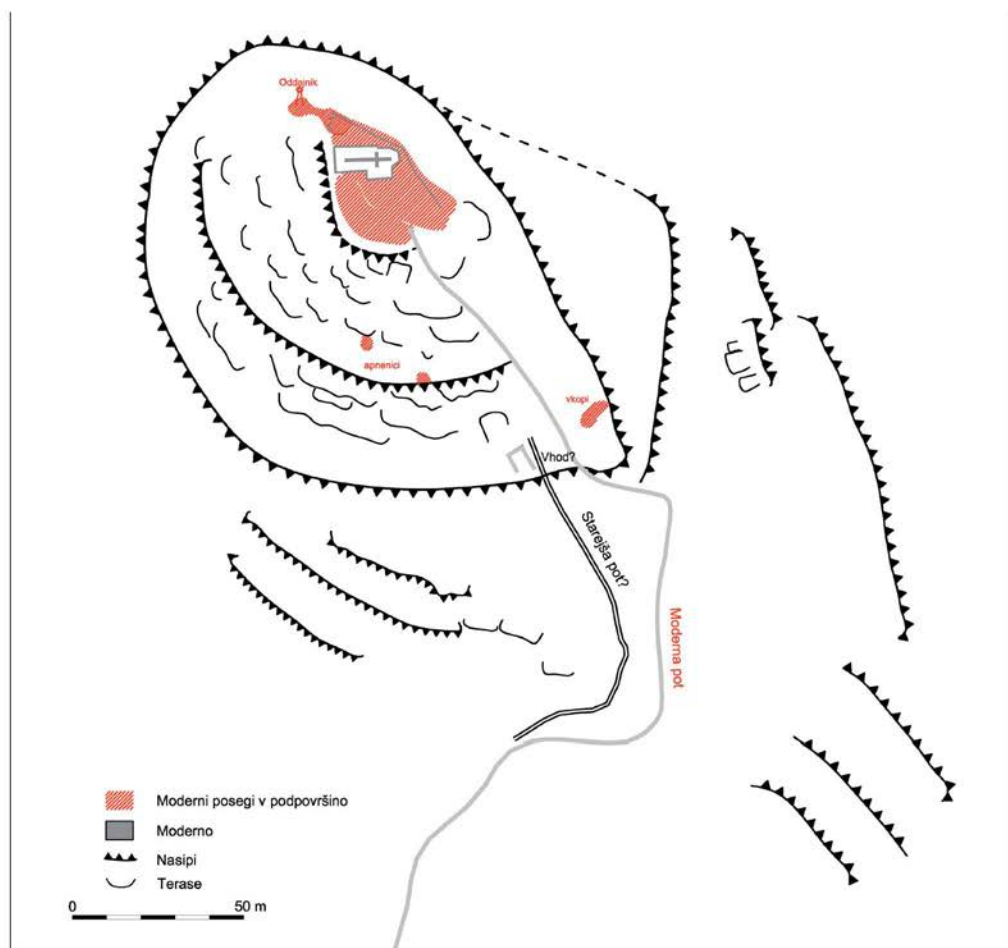 Oddajnik
apnenici
vkopi
Vhod?
Starejša pot?
Moderna pot
Moderni posegi v podpovršino
Moderno
Nasipi
Terase
0 50 m